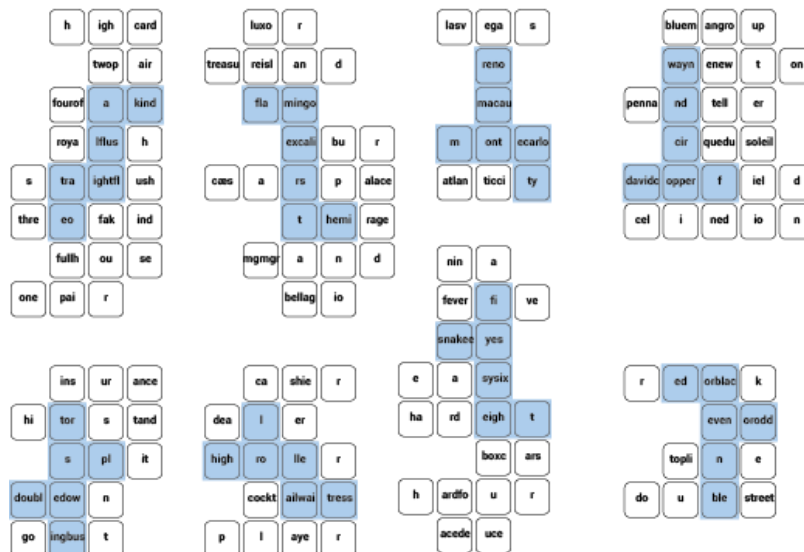 h igh card
twop air
fourof a kind
roya lflus h
s tra ightfl ush
thre eo fak ind
fullh ou se
one pai r
luxo r
treasu reisl an d
fla mingo
excali bu r
cæs a rs p alace
t hemi rage
mgmgr a n d
bellag io
lasv ega s
reno
macau
m ont ecarlo
atlan ticci ty
bluem angro up
wayn enew t on
penna nd tell er
cir quedu soleil
davidc opper f iel d
cel i ned io n
nin a
fever fi ve
snakee yes
e a sysix
ha rd eigh t
boxc ars
h ardfo u r
acede uce
ins ur ance
hi tor s tand
s pl it
doubl edow n
go ingbus t
ca shie r
dea l er
high ro lle r
cockt ailwai tress
p l aye r
r ed orblac k
even orodd
topli n e
do u ble street